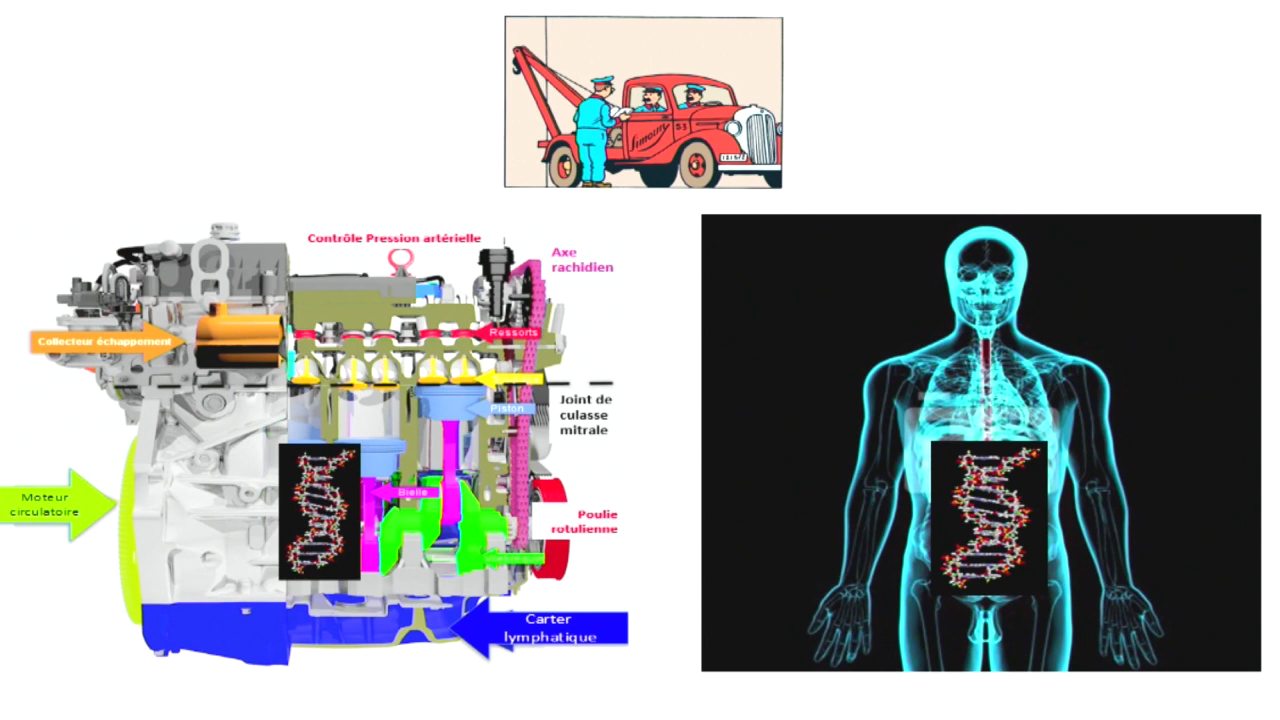 Simoun 53
Contrôle Pression artérielle
Axe
rachidien
Ressorts
Collecteur échappement
Joint de
culasse
mitrale
Piston
Bielle
Moteur
circulatoire
Poulie
rotulienne
Carter
lymphatique